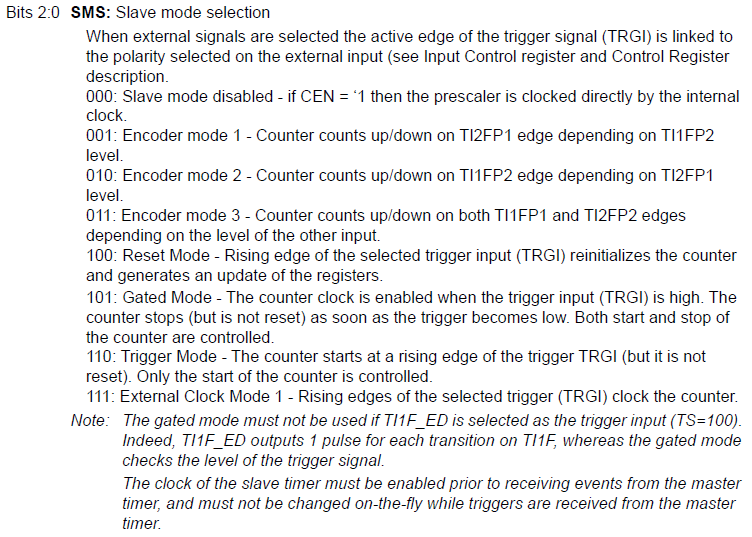 Bits 2:0 SMS: Slave mode selection
When external signals are selected the active edge of the trigger signal (TRGI) is linked to
the polarity selected on the external input (see Input Control register and Control Register
description.
000: Slave mode disabled - if CEN = ‘1 then the prescaler is clocked directly by the internal
clock.
001: Encoder mode 1 - Counter counts up/down on TI2FP1 edge depending on TI1FP2
level.
010: Encoder mode 2 - Counter counts up/down on TI1FP2 edge depending on TI2FP1
level.
011: Encoder mode 3 - Counter counts up/down on both TI1FP1 and TI2FP2 edges
depending on the level of the other input.
100: Reset Mode - Rising edge of the selected trigger input (TRGI) reinitializes the counter
and generates an update of the registers.
101: Gated Mode - The counter clock is enabled when the trigger input (TRGI) is high. The
counter stops (but is not reset) as soon as the trigger becomes low. Both start and stop of
the counter are controlled.
110: Trigger Mode - The counter starts at a rising edge of the trigger TRGI (but it is not
reset). Only the start of the counter is controlled.
111: External Clock Mode 1 - Rising edges of the selected trigger (TRGI) clock the counter.
Note: The gated mode must not be used if TI1F_ED is selected as the trigger input (TS=100).
Indeed, TI1F_ED outputs 1 pulse for each transition on TI1F, whereas the gated mode
checks the level of the trigger signal.
The clock of the slave timer must be enabled prior to receiving events from the master
timer, and must not be changed on-the-fly while triggers are received from the master
timer.